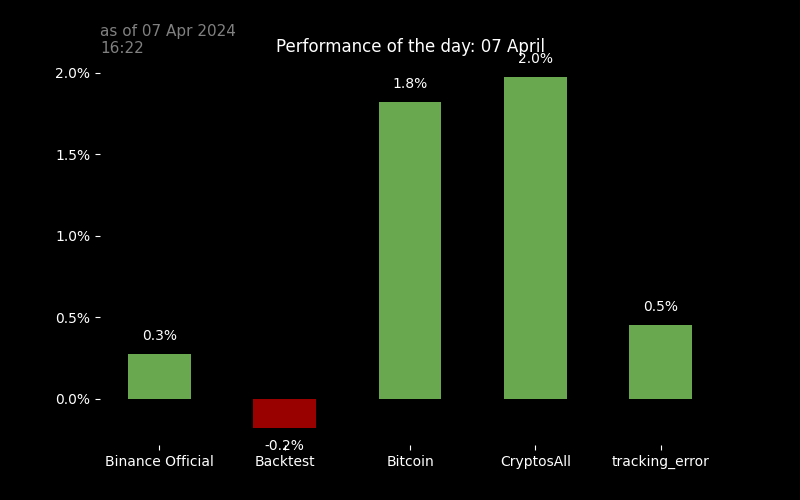 as of 07 Apr 2024
16:22
Performance of the day: 07 April
2.0%
1.5%
1.0%
0.5%
0.0%
0.3%
-0.2%
1.8%
2.0%
0.5%
Binance Official
Backtest
Bitcoin
CryptosAll
tracking_error